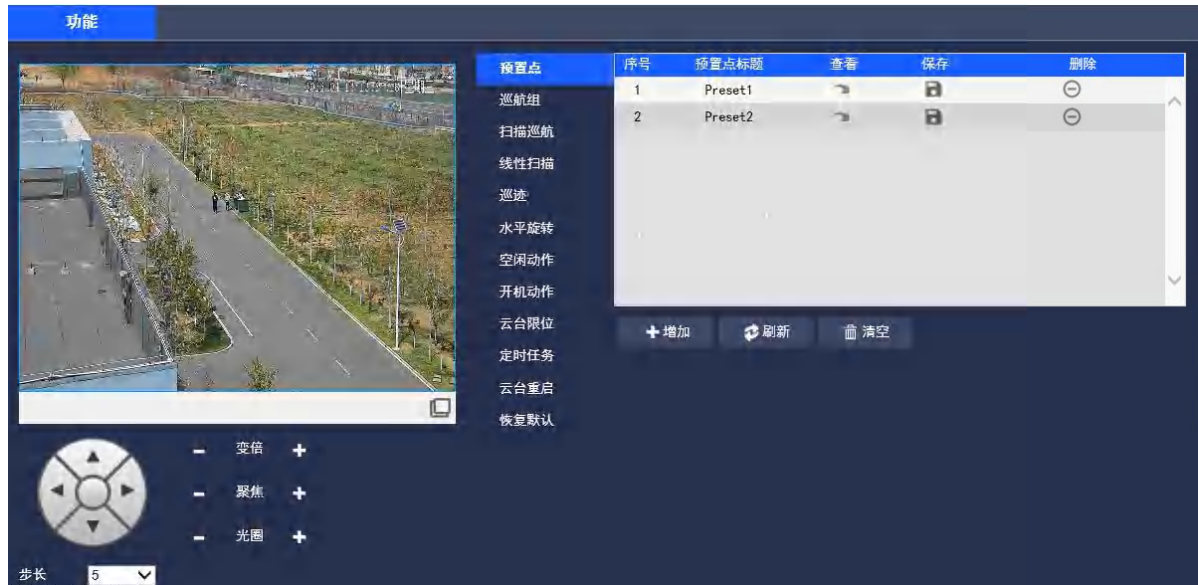 功能
预置点
巡航组
扫描巡航
线性扫描
巡迹
水平旋转
空闲动作
开机动作
云台限位
定时任务
云台重启
恢复默认
序号 预置点标题 查看 保存 删除
1 Preset1
2 Preset2
增加 刷新 清空
变倍
聚焦
光圈
步长 5